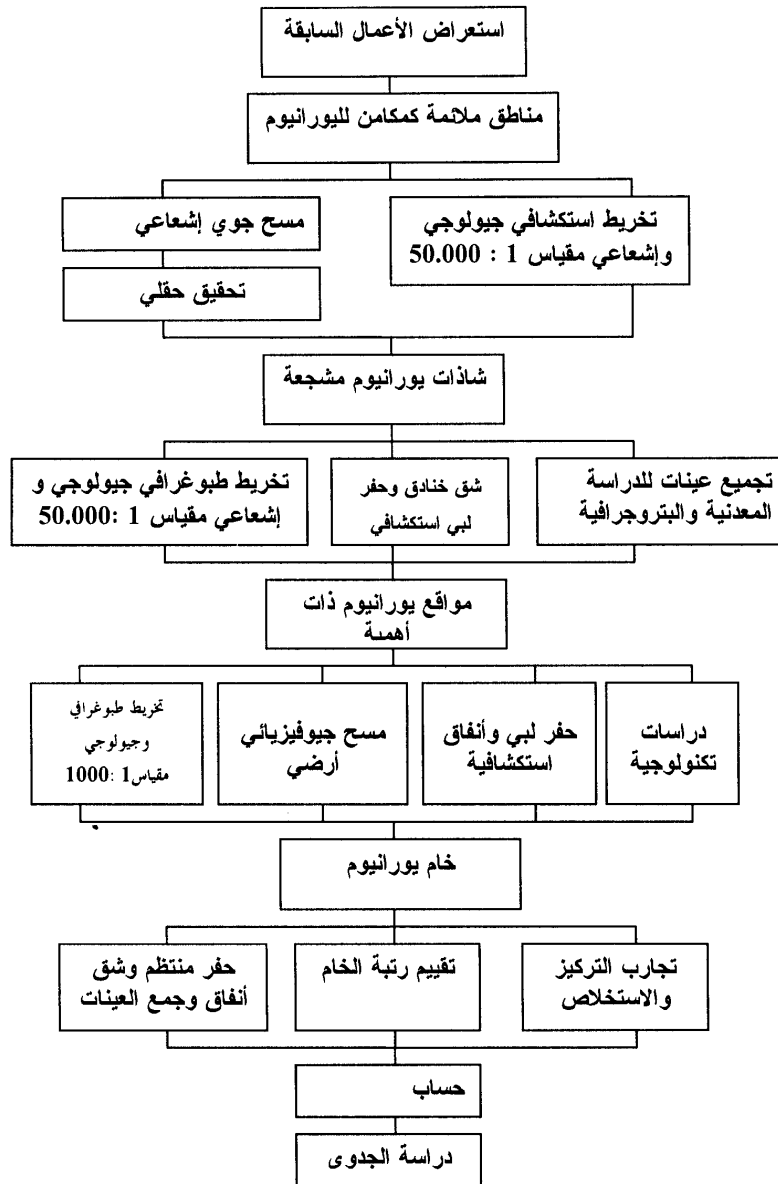 استعراض الأعمال السابقة
مناطق ملائمة كمكامن لليورانيوم
تخريط استكشافي جيولوجي
وإشعاعي مقياس 1 : 50.000
مسح جوي إشعاعي
تحقيق حقلي
شاذات يورانيوم مشجعة
تجميع عينات للدراسة
المعدنية والبتروجرافية
شق خنادق وحفر
لبي استكشافي
تخريط طبوغرافي جيولوجي و
إشعاعي مقياس 1 :50.000
مواقع يورانيوم ذات
أهمية
دراسات
تكنولوجية
حفر لبي وأنفاق
استكشافية
مسح جيوفيزيائي
أرضي
تخريط طبوغرافي
وجيولوجي
مقياس1 :1000
خام يورانيوم
تجارب التركيز
والاستخلاص
تقييم رتبة الخام
حفر منتظم وشق
أنفاق وجمع العينات
حساب
دراسة الجدوى